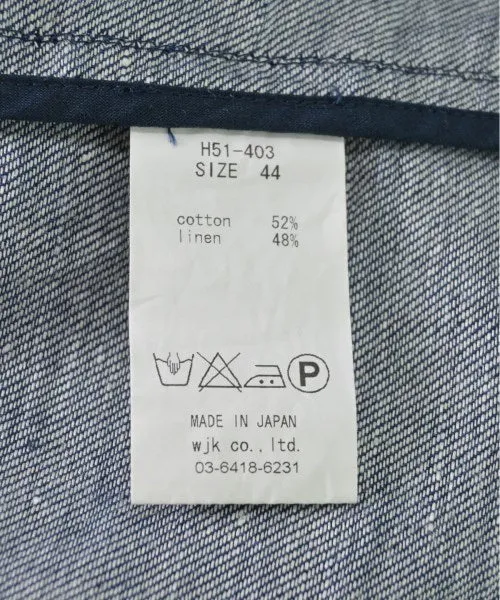 H51-403
SIZE 44
cotton 52%
linen 48%
P
MADE IN JAPAN
wjk co., ltd.
03-6418-6231